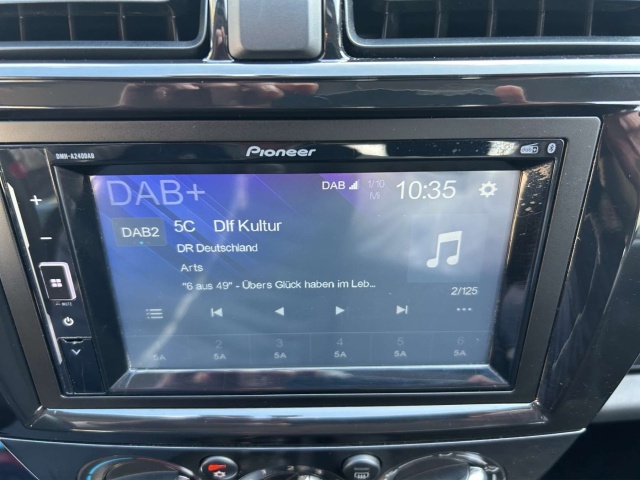 DMH-A240DAB Pioneer
DAB+ DAB 1/10 M 10:35
DAB2 5C Dlf Kultur
DR Deutschland
Arts
"6 aus 49" - Übers Glück haben im Leb...
2/125
MUTE
1 2 3 4 5 6
5A 5A 5A 5A 5A 5A